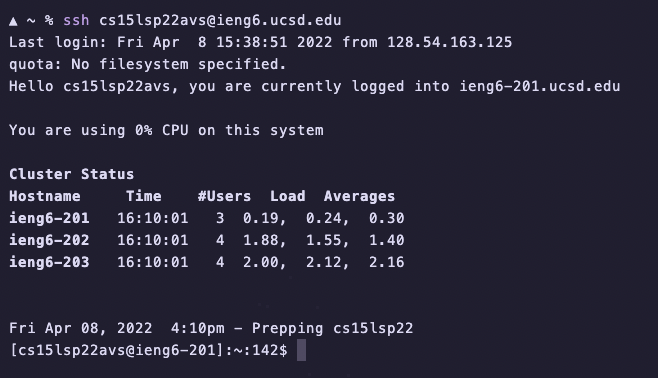 ▲ ~ % ssh cs15lsp22avs@ieng6.ucsd.edu
Last login: Fri Apr  8 15:38:51 2022 from 128.54.163.125
quota: No filesystem specified.
Hello cs15lsp22avs, you are currently logged into ieng6-201.ucsd.edu
You are using 0% CPU on this system
Cluster Status
Hostname     Time    #Users  Load  Averages
ieng6-201   16:10:01   3  0.19,  0.24,  0.30
ieng6-202   16:10:01   4  1.88,  1.55,  1.40
ieng6-203   16:10:01   4  2.00,  2.12,  2.16
Fri Apr 08, 2022  4:10pm - Prepping cs15lsp22
[cs15lsp22avs@ieng6-201]:~:142$